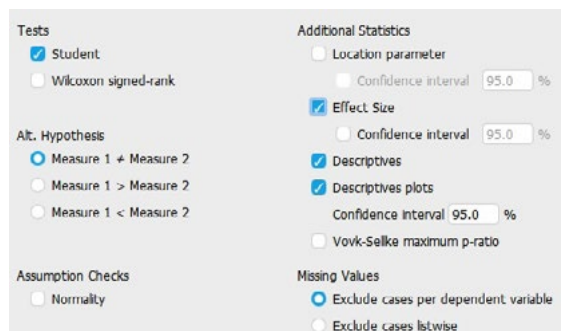 Tests
Student
Wilcoxon signed-rank
Alt. Hypothesis
Measure 1 ≠ Measure 2
Measure 1 > Measure 2
Measure 1 < Measure 2
Assumption Checks
Normality
Additional Statistics
Location parameter
Confidence interval 95.0 %
Effect Size
Confidence interval 95.0 %
Descriptives
Descriptives plots
Confidence interval 95.0 %
Vovk-Sellke maximum p-ratio
Missing Values
Exclude cases per dependent variable
Exclude cases listwise